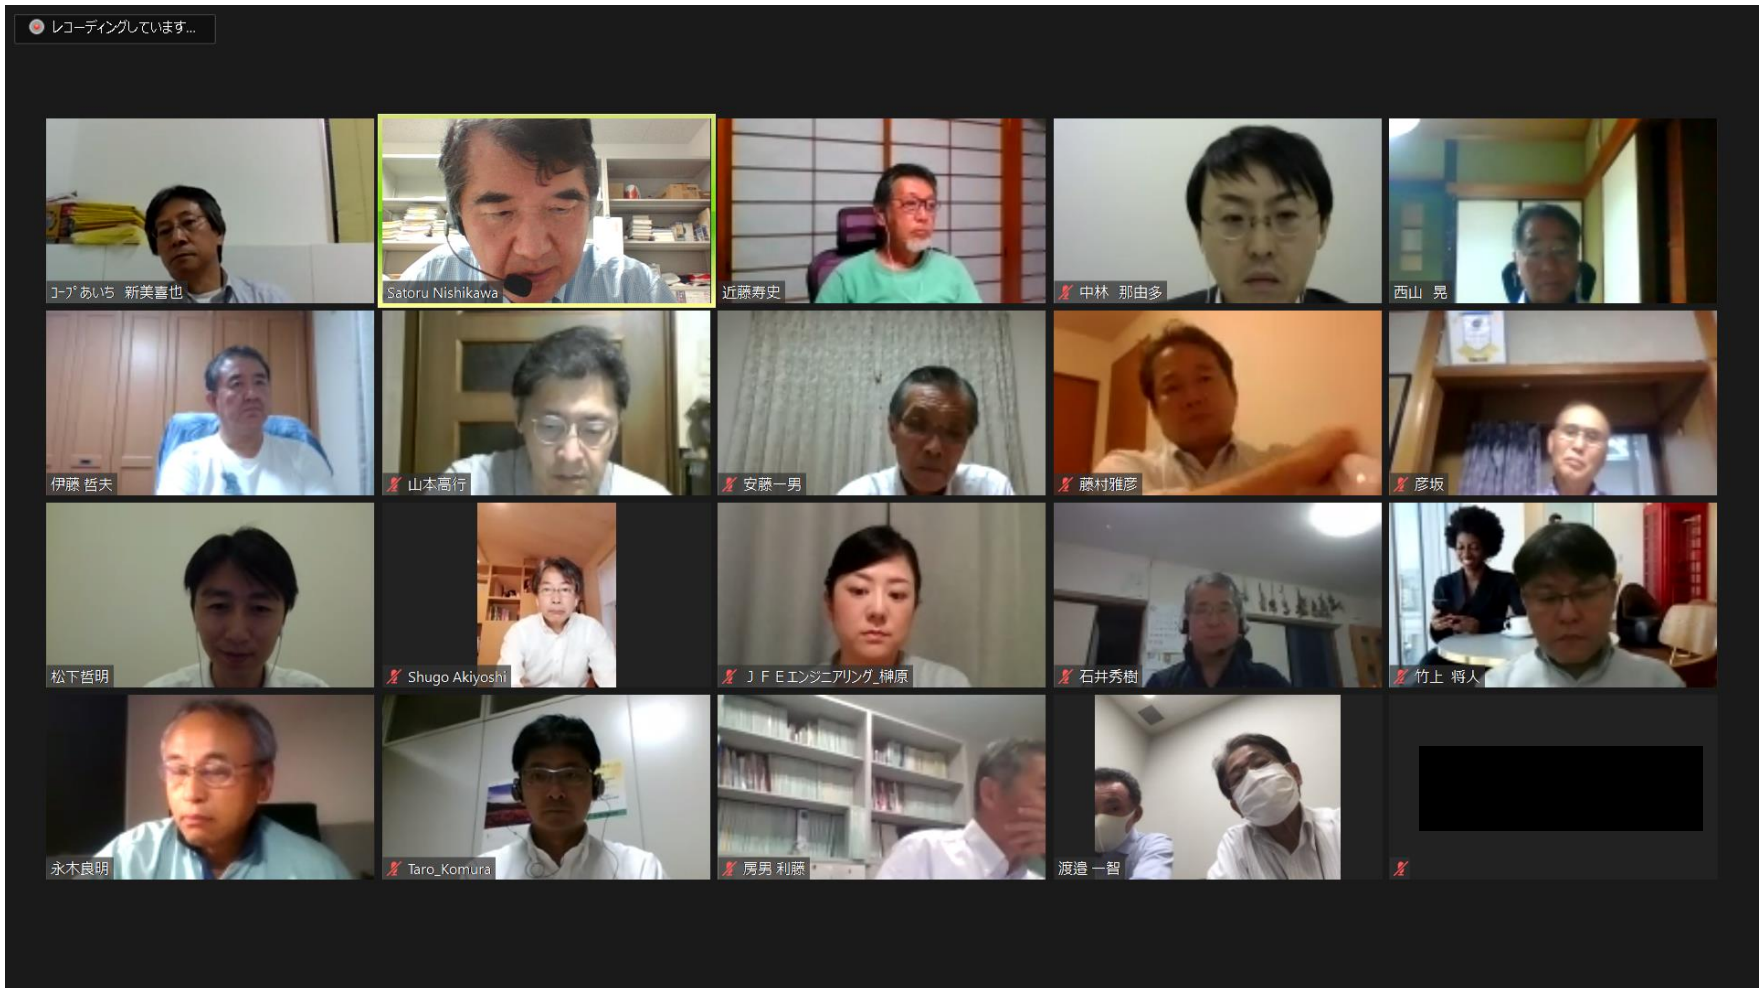 レコーディングしています...
ｺｰﾌﾟあいち 新美喜也
Satoru Nishikawa
近藤寿史
中林 那由多
西山 晃
伊藤 哲夫
山本高行
安藤一男
藤村雅彦
彦坂
松下哲明
Shugo Akiyoshi
ＪＦＥエンジニアリング_榊原
石井秀樹
竹上 将人
永木良明
Taro_Komura
房男 利藤
渡邉 一智